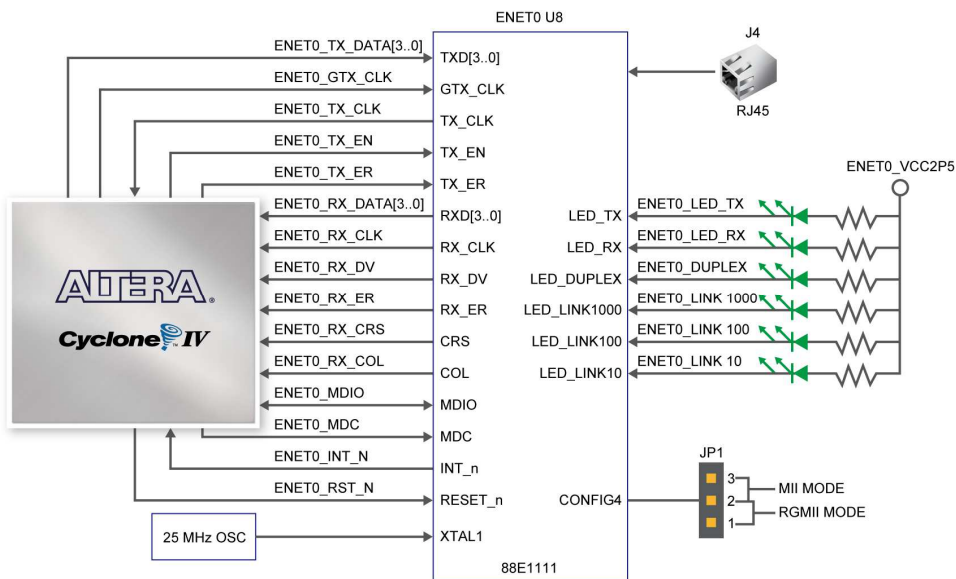 ENET0 U8
J4
RJ45
ENET0_TX_DATA[3..0] TXD[3..0]
ENET0_GTX_CLK GTX_CLK
ENET0_TX_CLK TX_CLK
ENET0_TX_EN TX_EN
ENET0_TX_ER TX_ER
ENET0_RX_DATA[3..0] RXD[3..0]
ENET0_RX_CLK RX_CLK
ENET0_RX_DV RX_DV
ENET0_RX_ER RX_ER
ENET0_RX_CRS CRS
ENET0_RX_COL COL
ENET0_MDIO MDIO
ENET0_MDC MDC
ENET0_INT_N INT_n
ENET0_RST_N RESET_n
25 MHz OSC XTAL1
ALTERA®
Cyclone™ IV
ENET0_VCC2P5
LED_TX ENET0_LED_TX
LED_RX ENET0_LED_RX
LED_DUPLEX ENET0_DUPLEX
LED_LINK1000 ENET0_LINK 1000
LED_LINK100 ENET0_LINK 100
LED_LINK10 ENET0_LINK 10
JP1
CONFIG4
3
2
1
MII MODE
RGMII MODE
88E1111